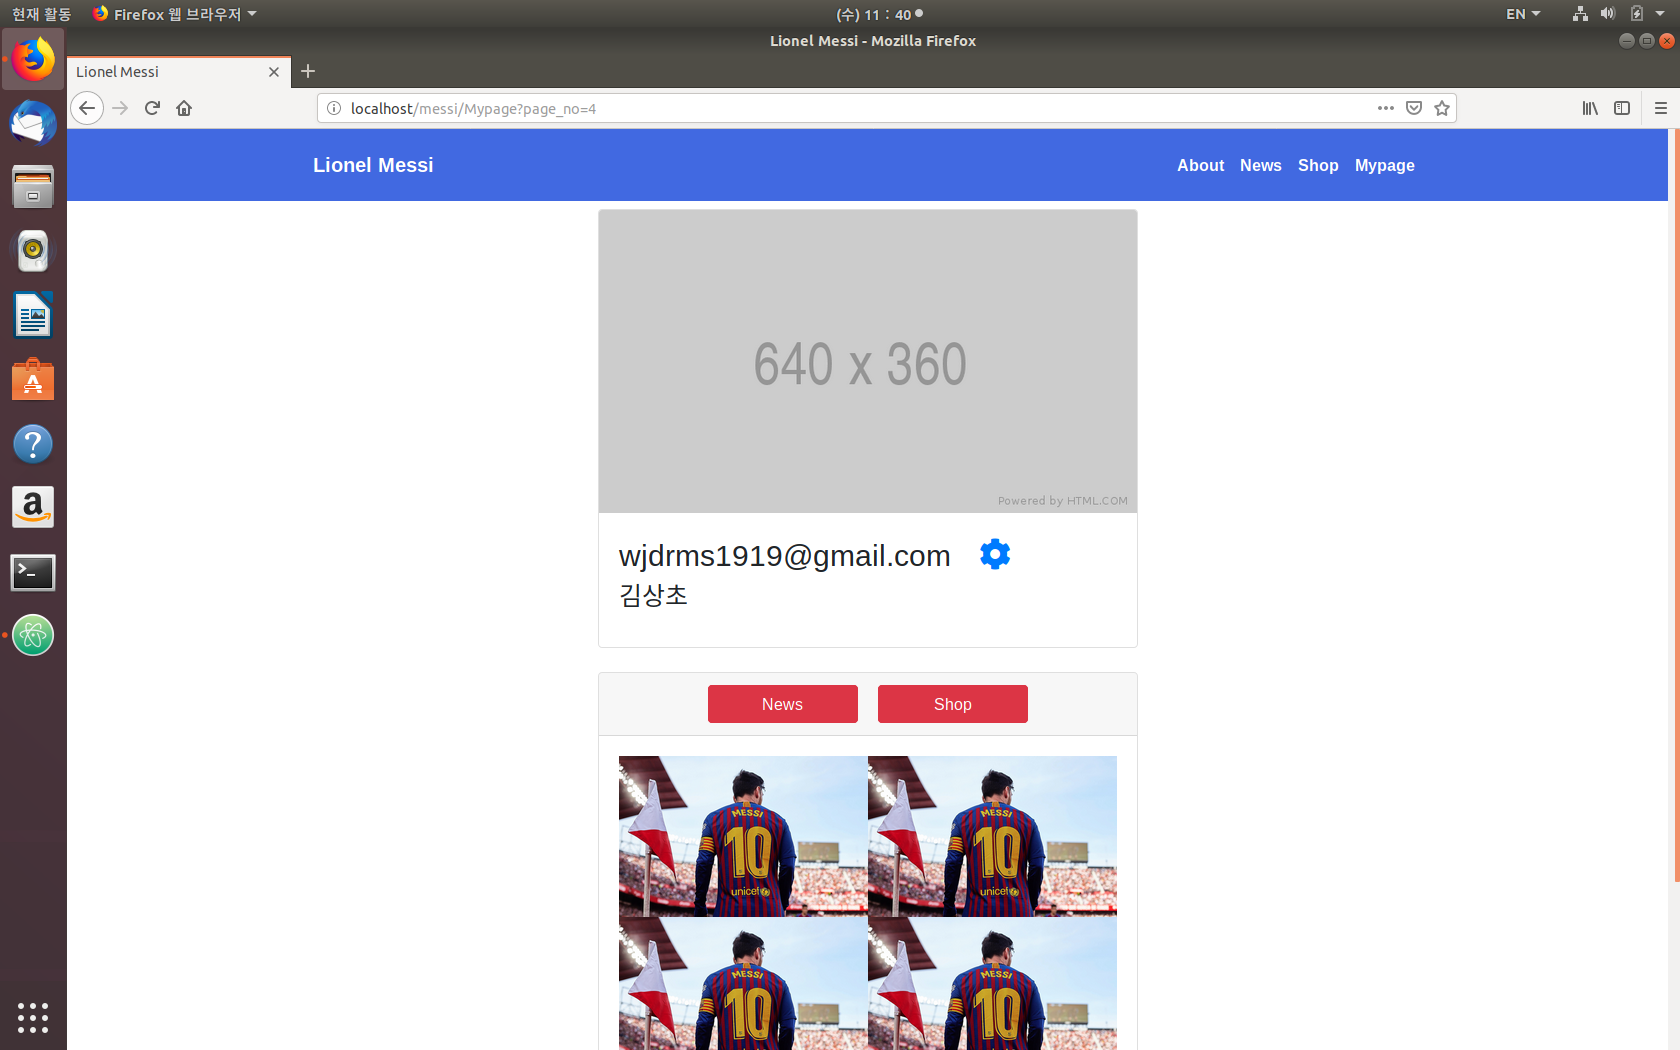 현재 활동
Firefox 웹 브라우저
(수) 11 : 40
EN
Lionel Messi - Mozilla Firefox
Lionel Messi
localhost/messi/Mypage?page_no=4
Lionel Messi
About News Shop Mypage
640 x 360
Powered by HTML.COM
wjdrms1919@gmail.com
김상초
News Shop
MESSI MESSI
10 10
unicef unicef
MESSI MESSI
10 10